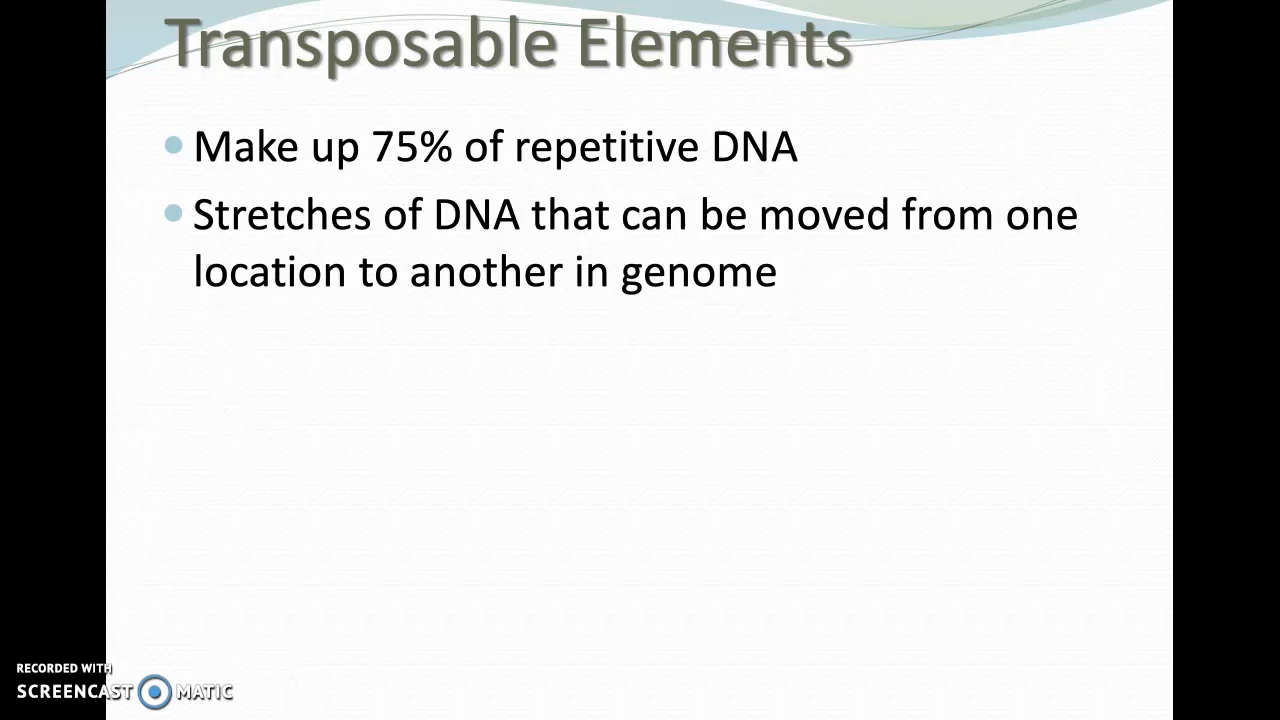 Transposable Elements
Make up 75% of repetitive DNA
Stretches of DNA that can be moved from one
location to another in genome
RECORDED WITH
SCREENCAST MATIC